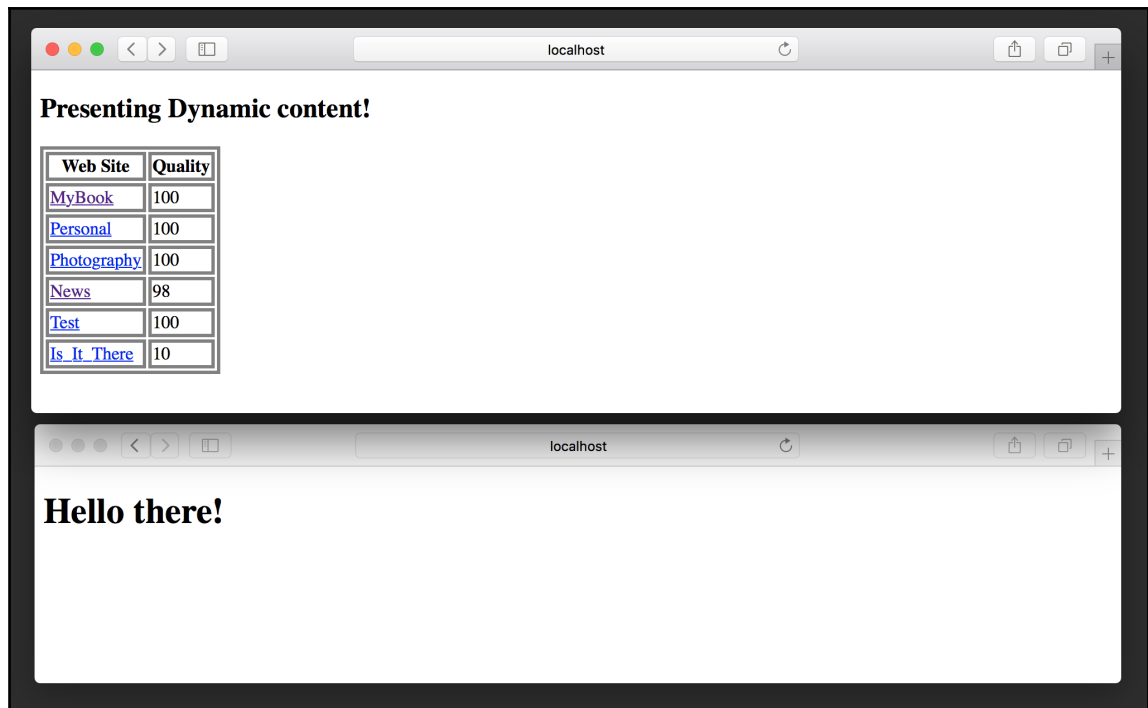 localhost
Presenting Dynamic content!
Web Site Quality
MyBook 100
Personal 100
Photography 100
News 98
Test 100
Is_It_There 10
localhost
Hello there!